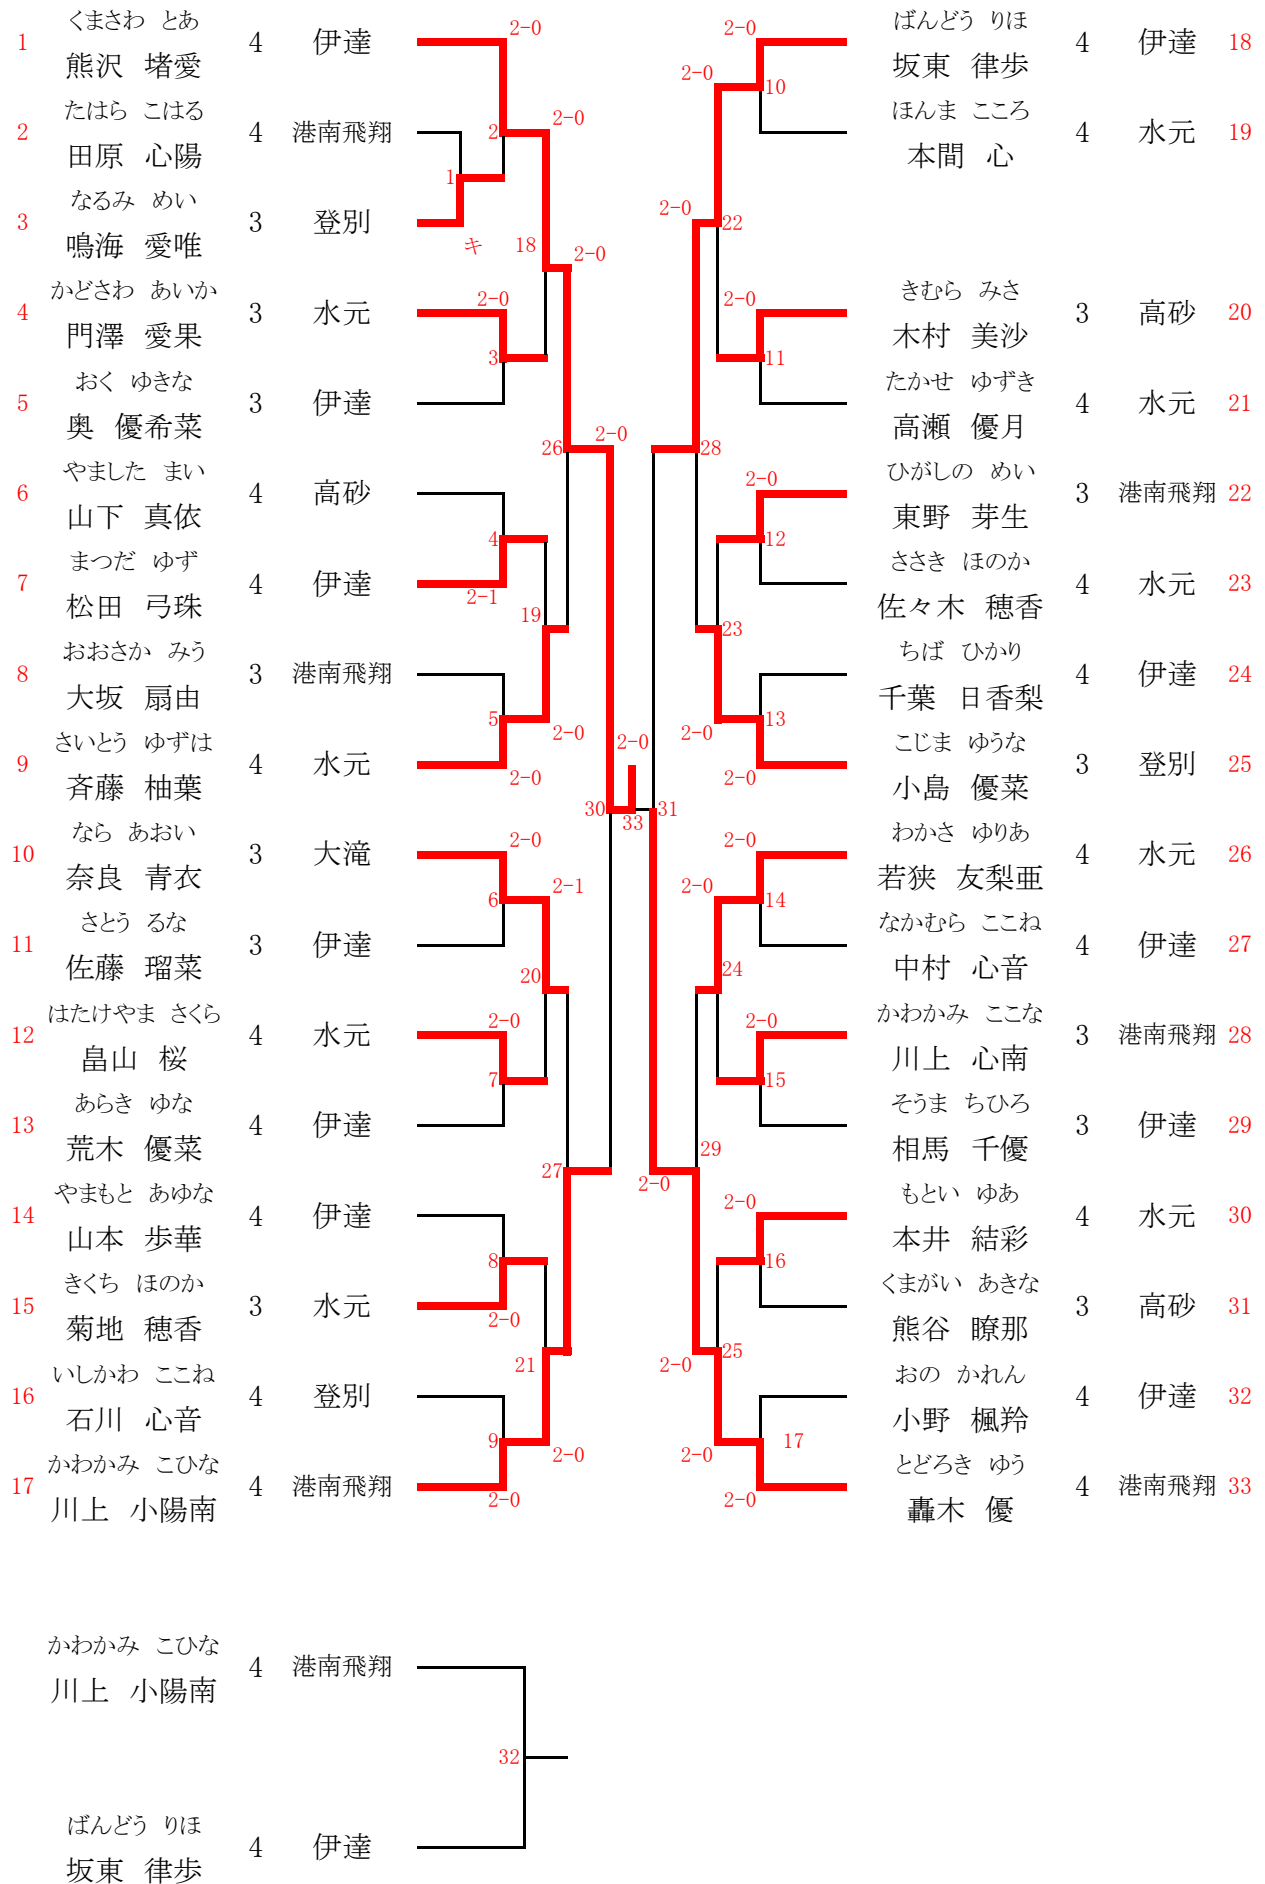 くまさわ とあ
1 熊沢 堵愛 4 伊達
たはら こはる
2 田原 心陽 4 港南飛翔
なるみ めい
3 鳴海 愛唯 3 登別
かどさわ あいか
4 門澤 愛果 3 水元
おく ゆきな
5 奥 優希菜 3 伊達
やました まい
6 山下 真依 4 高砂
まつだ ゆず
7 松田 弓珠 4 伊達
おおさか みう
8 大坂 扇由 3 港南飛翔
さいとう ゆずは
9 斉藤 柚葉 4 水元
なら あおい
10 奈良 青衣 3 大滝
さとう るな
11 佐藤 瑠菜 3 伊達
はたけやま さくら
12 畠山 桜 4 水元
あらき ゆな
13 荒木 優菜 4 伊達
やまもと あゆな
14 山本 歩華 4 伊達
きくち ほのか
15 菊地 穂香 3 水元
いしかわ ここね
16 石川 心音 4 登別
かわかみ こひな
17 川上 小陽南 4 港南飛翔
2-0
2
2-0
1
キ
18
2-0
2-0
3
26
2-0
4
2-1
19
5
2-0
2-0
2-0
30
33
2-0
6
2-1
20
2-0
7
27
8
2-0
21
9
2-0
2-0
2-0
2-0
10
2-0
22
2-0
11
28
2-0
12
23
13
2-0
2-0
31
2-0
2-0
14
24
2-0
15
29
2-0
2-0
16
2-0
25
17
2-0
2-0
ばんどう りほ
坂東 律歩 4 伊達 18
ほんま こころ
本間 心 4 水元 19
きむら みさ
木村 美沙 3 高砂 20
たかせ ゆずき
高瀬 優月 4 水元 21
ひがしの めい
東野 芽生 3 港南飛翔 22
ささき ほのか
佐々木 穂香 4 水元 23
ちば ひかり
千葉 日香梨 4 伊達 24
こじま ゆうな
小島 優菜 3 登別 25
わかさ ゆりあ
若狭 友梨亜 4 水元 26
なかむら ここね
中村 心音 4 伊達 27
かわかみ ここな
川上 心南 3 港南飛翔 28
そうま ちひろ
相馬 千優 3 伊達 29
もとい ゆあ
本井 結彩 4 水元 30
くまがい あきな
熊谷 瞭那 3 高砂 31
おの かれん
小野 楓羚 4 伊達 32
とどろき ゆう
轟木 優 4 港南飛翔 33
かわかみ こひな
川上 小陽南 4 港南飛翔
32
ばんどう りほ
坂東 律歩 4 伊達